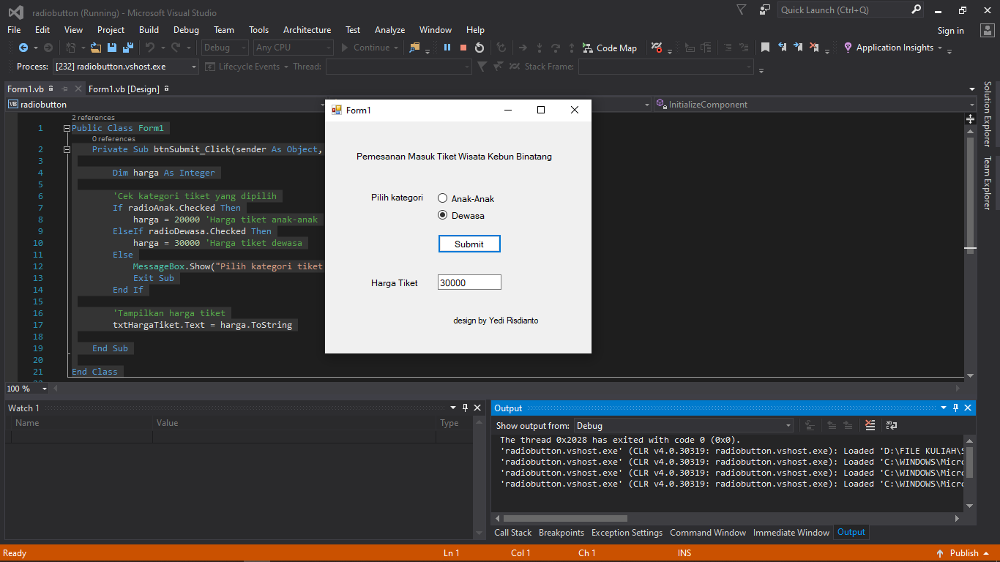 radiobutton (Running) - Microsoft Visual Studio
Quick Launch (Ctrl+Q)
File Edit View Project Build Debug Team Tools Architecture Test Analyze Window Help
Sign in
Debug Any CPU Continue Code Map Application Insights
Process: [232] radiobutton.vshost.exe Lifecycle Events Thread: Stack Frame:
Form1.vb Form1.vb [Design]
VB radiobutton
InitializeComponent
Solution Explorer
Team Explorer
2 references
1 Public Class Form1
0 references
2 Private Sub btnSubmit_Click(sender As Object,
3
4 Dim harga As Integer
5
6 'Cek kategori tiket yang dipilih
7 If radioAnak.Checked Then
8 harga = 20000 'Harga tiket anak-anak
9 ElseIf radioDewasa.Checked Then
10 harga = 30000 'Harga tiket dewasa
11 Else
12 MessageBox.Show("Pilih kategori tiket
13 Exit Sub
14 End If
15
16 'Tampilkan harga tiket
17 txtHargaTiket.Text = harga.ToString
18
19 End Sub
20
21 End Class
Form1
Pemesanan Masuk Tiket Wisata Kebun Binatang
Pilih kategori
Anak-Anak
Dewasa
Submit
Harga Tiket 30000
design by Yedi Risdianto
100 %
Watch 1
Name Value Type
Output
Show output from: Debug
The thread 0x2028 has exited with code 0 (0x0).
'radiobutton.vshost.exe' (CLR v4.0.30319: radiobutton.vshost.exe): Loaded 'D:\FILE KULIAH\S
'radiobutton.vshost.exe' (CLR v4.0.30319: radiobutton.vshost.exe): Loaded 'C:\WINDOWS\Micro
'radiobutton.vshost.exe' (CLR v4.0.30319: radiobutton.vshost.exe): Loaded 'C:\WINDOWS\Micro
'radiobutton.vshost.exe' (CLR v4.0.30319: radiobutton.vshost.exe): Loaded 'C:\WINDOWS\Micro
Call Stack Breakpoints Exception Settings Command Window Immediate Window Output
Ready Ln 1 Col 1 Ch 1 INS Publish